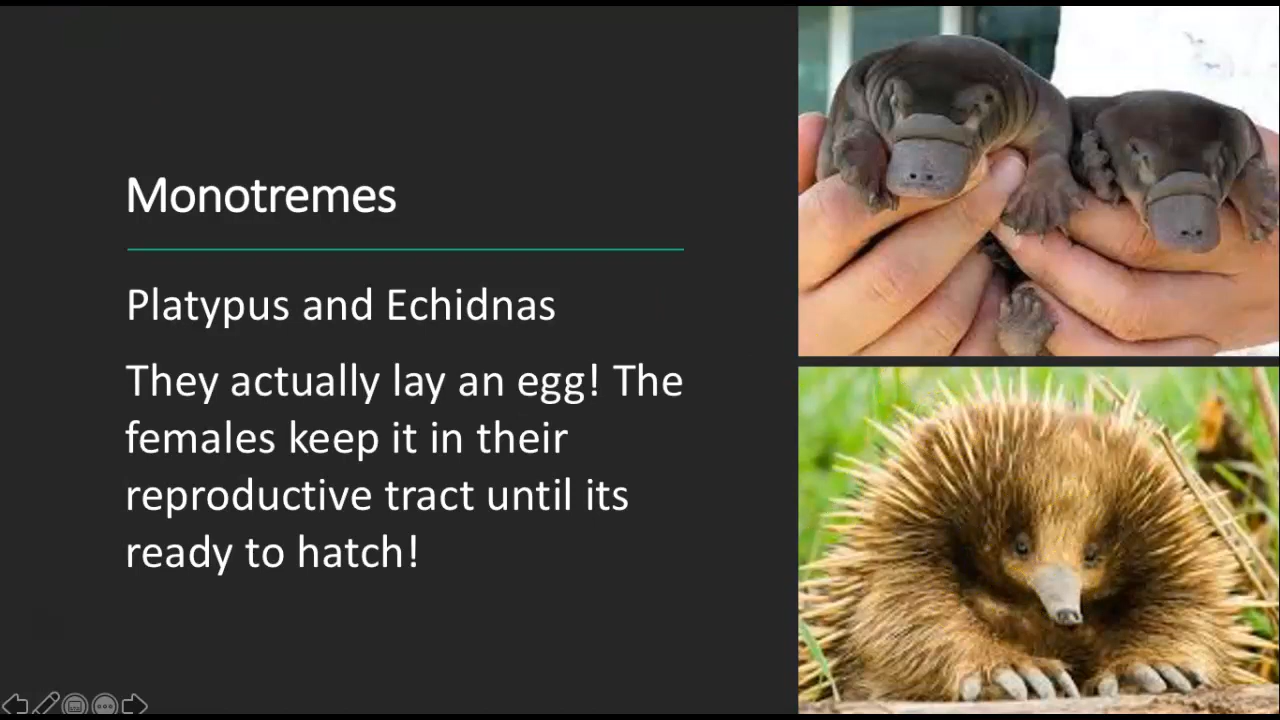 Monotremes
Platypus and Echidnas
They actually lay an egg! The
females keep it in their
reproductive tract until its
ready to hatch!